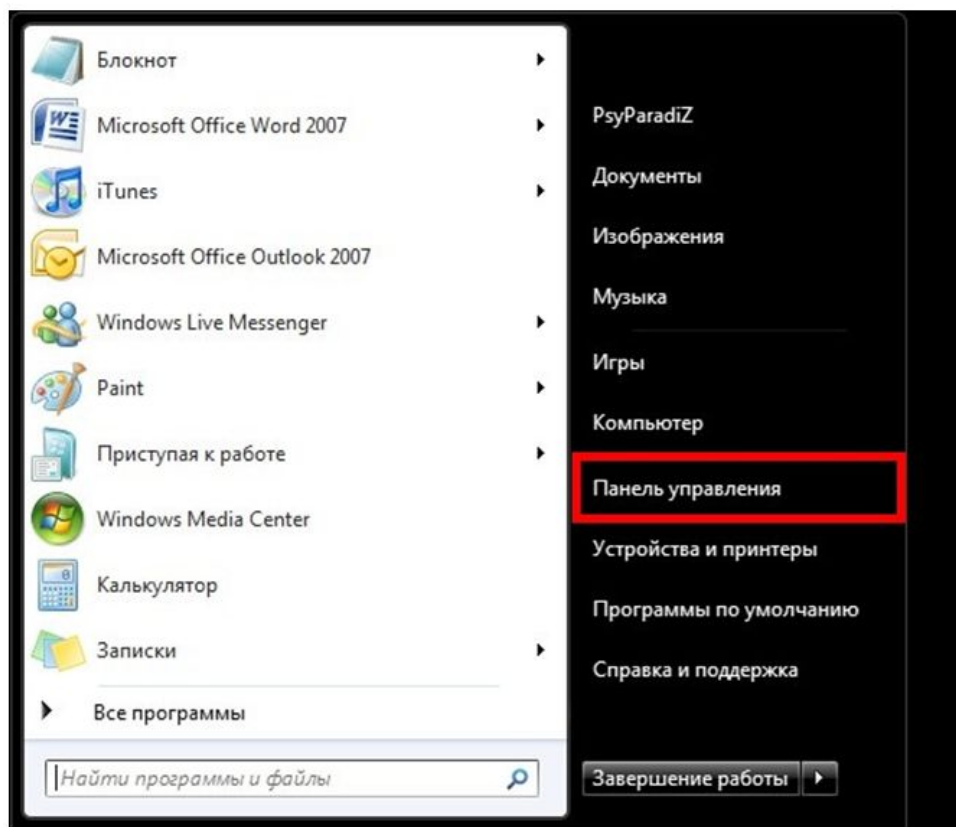 Блокнот
Microsoft Office Word 2007
iTunes
Microsoft Office Outlook 2007
Windows Live Messenger
Paint
Приступая к работе
Windows Media Center
Калькулятор
Записки
Все программы
Найти программы и файлы
PsyParadiZ
Документы
Изображения
Музыка
Игры
Компьютер
Панель управления
Устройства и принтеры
Программы по умолчанию
Справка и поддержка
Завершение работы